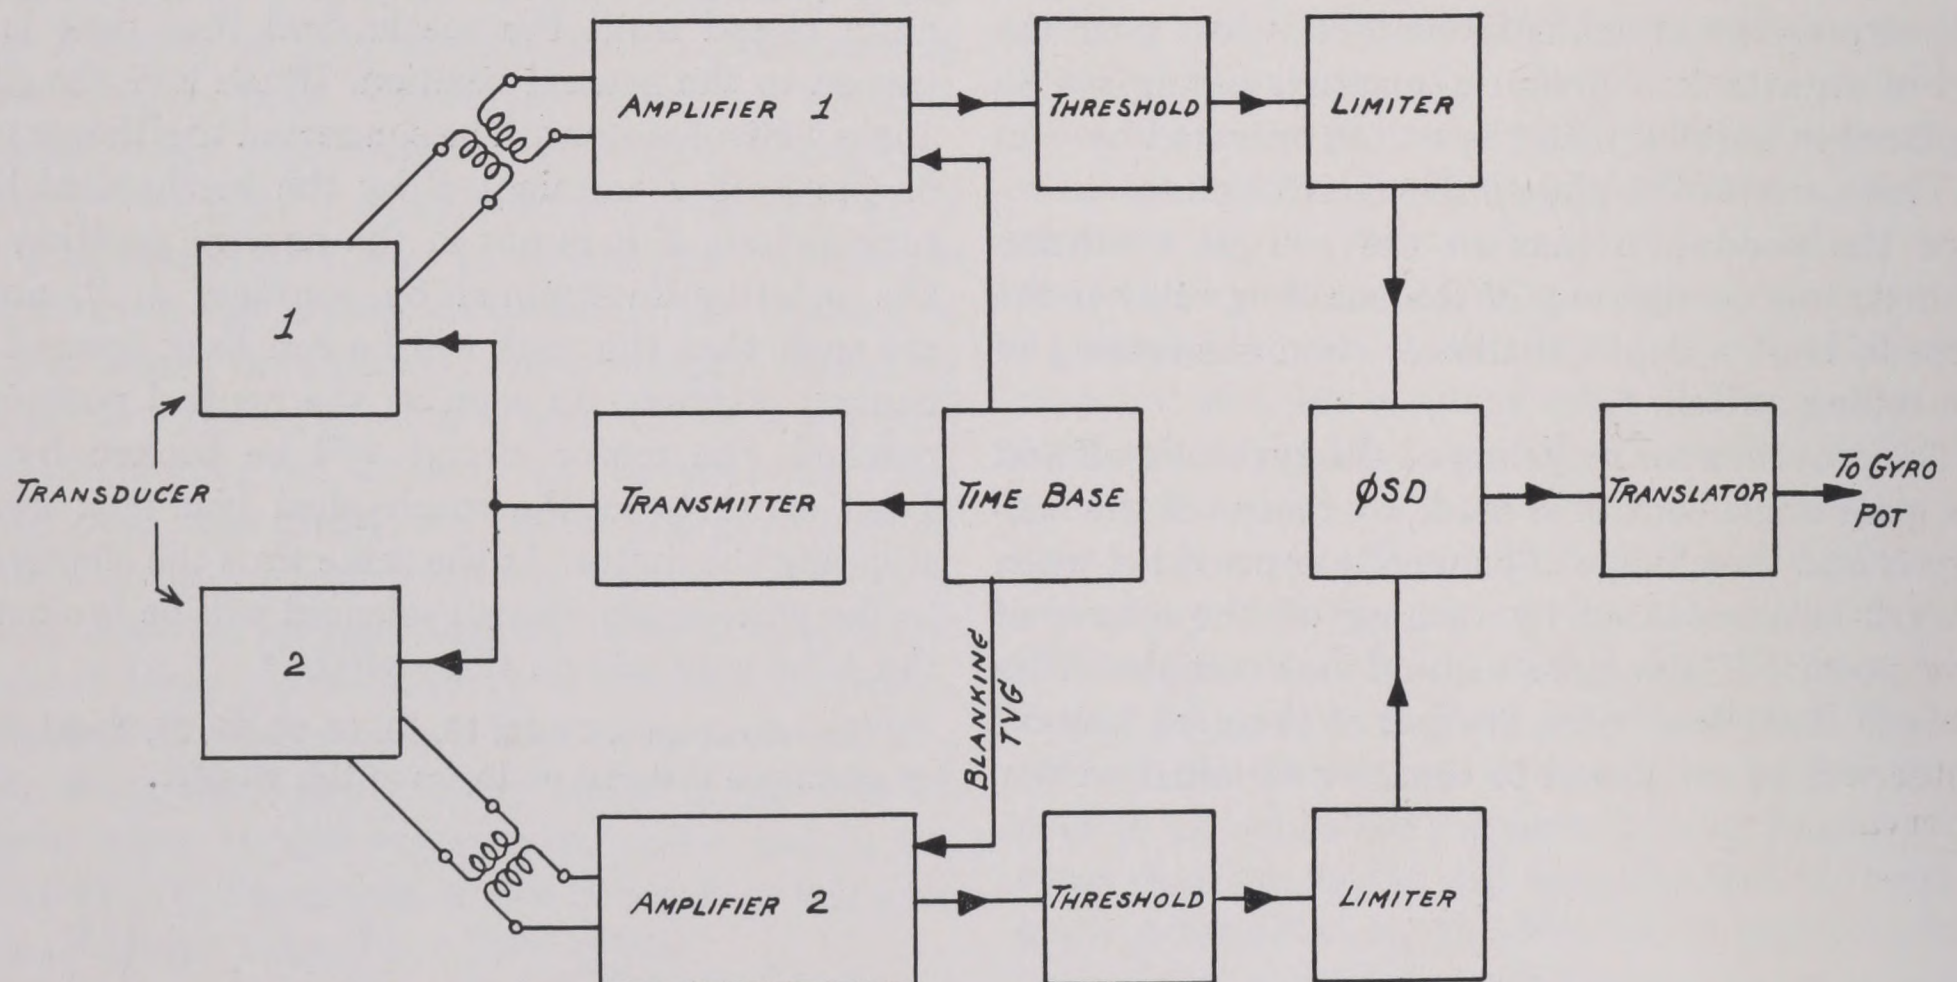 AMPLIFIER 1
THRESHOLD
LIMITER
1
TRANSDUCER
TRANSMITTER
TIME BASE
ϕSD
TRANSLATOR
TO GYRO
POT
2
BLANKING
TVG
AMPLIFIER 2
THRESHOLD
LIMITER